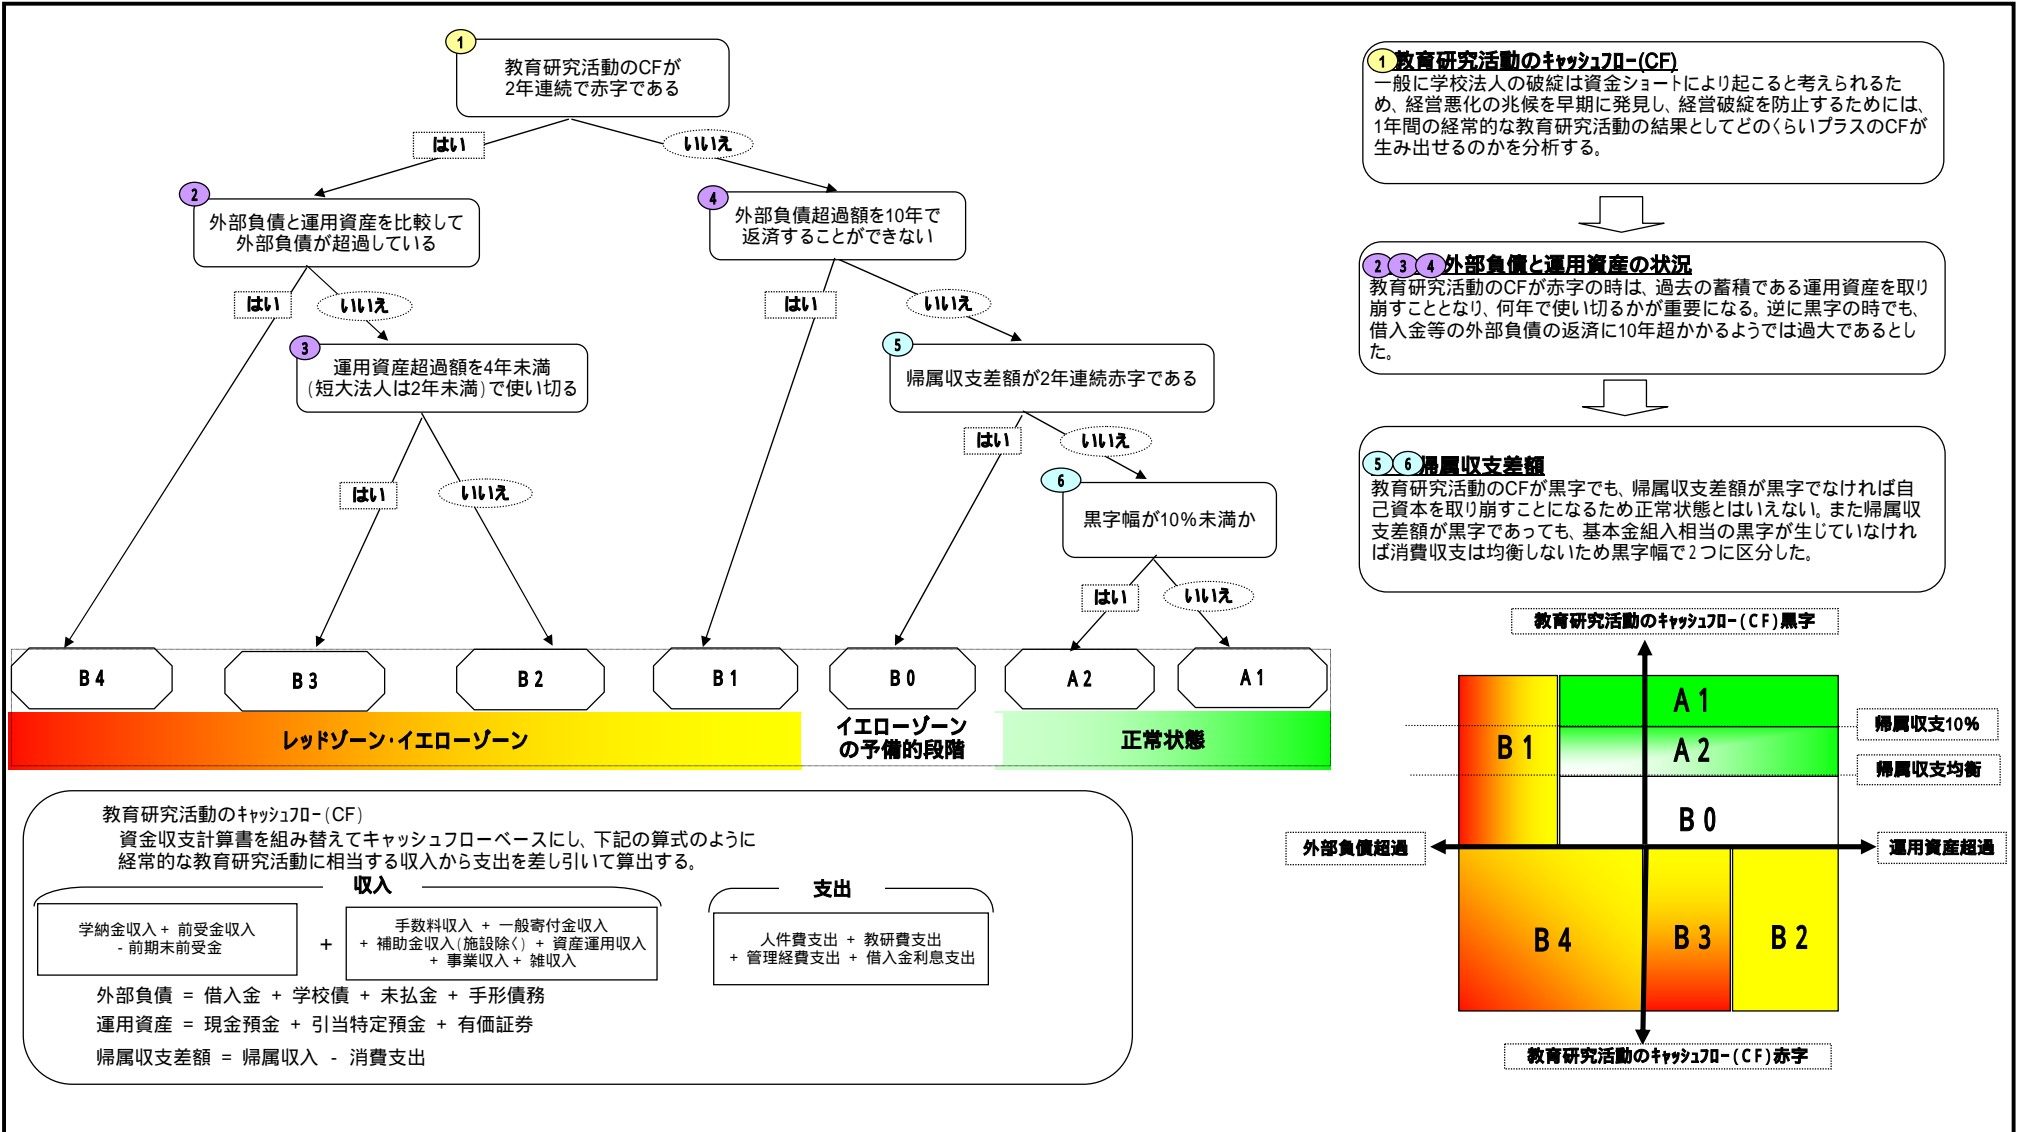 1
教育研究活動のCFが
2年連続で赤字である
はい
いいえ
2
外部負債と運用資産を比較して
外部負債が超過している
4
外部負債超過額を10年で
返済することができない
はい
いいえ
はい
いいえ
3
運用資産超過額を4年未満
(短大法人は2年未満)で使い切る
5
帰属収支差額が2年連続赤字である
はい
いいえ
はい
いいえ
6
黒字幅が10%未満か
はい
いいえ
B4
B3
B2
B1
B0
A2
A1
レッドゾーン・イエローゾーン
イエローゾーン
の予備的段階
正常状態
1 教育研究活動のｷｬｯｼｭﾌﾛｰ(CF)
一般に学校法人の破綻は資金ショートにより起こると考えられるた
め、経営悪化の兆候を早期に発見し、経営破綻を防止するためには、
1年間の経常的な教育研究活動の結果としてどのくらいプラスのCFが
生み出せるのかを分析する。
2 3 4 外部負債と運用資産の状況
教育研究活動のCFが赤字の時は、過去の蓄積である運用資産を取り
崩すこととなり、何年で使い切るかが重要になる。逆に黒字の時でも、
借入金等の外部負債の返済に10年超かかるようでは過大であるとし
た。
5 6 帰属収支差額
教育研究活動のCFが黒字でも、帰属収支差額が黒字でなければ自
己資本を取り崩すことになるため正常状態とはいえない。また帰属収
支差額が黒字であっても、基本金組入相当の黒字が生じていなけれ
ば消費収支は均衡しないため黒字幅で2つに区分した。
教育研究活動のｷｬｯｼｭﾌﾛｰ(CF)黒字
A1
B1
A2
帰属収支10%
帰属収支均衡
B0
外部負債超過
運用資産超過
B4
B3
B2
教育研究活動のｷｬｯｼｭﾌﾛｰ(CF)赤字
教育研究活動のｷｬｯｼｭﾌﾛｰ(CF)
資金収支計算書を組み替えてキャッシュフローベースにし、下記の算式のように
経常的な教育研究活動に相当する収入から支出を差し引いて算出する。
収入
支出
学納金収入 + 前受金収入
- 前期末前受金
+
手数料収入 + 一般寄付金収入
+ 補助金収入(施設除く) + 資産運用収入
+ 事業収入 + 雑収入
人件費支出 + 教研費支出
+ 管理経費支出 + 借入金利息支出
外部負債 = 借入金 + 学校債 + 未払金 + 手形債務
運用資産 = 現金預金 + 引当特定預金 + 有価証券
帰属収支差額 = 帰属収入 - 消費支出